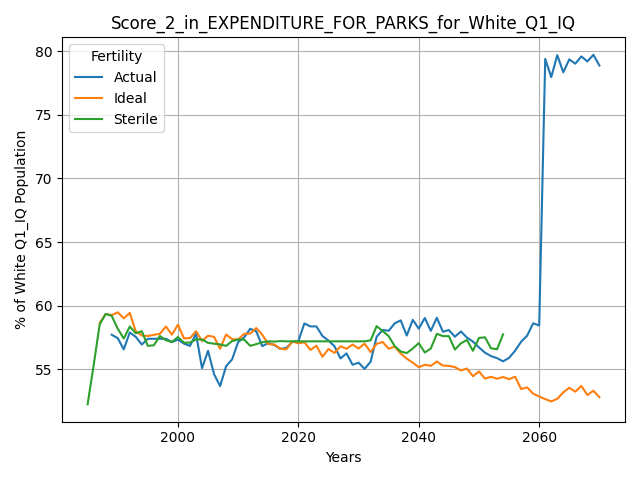 Score_2_in_EXPENDITURE_FOR_PARKS_for_White_Q1_IQ
80
75
70
65
60
55
% of White Q1_IQ Population
Fertility
Actual
Ideal
Sterile
2000
2020
2040
2060
Years